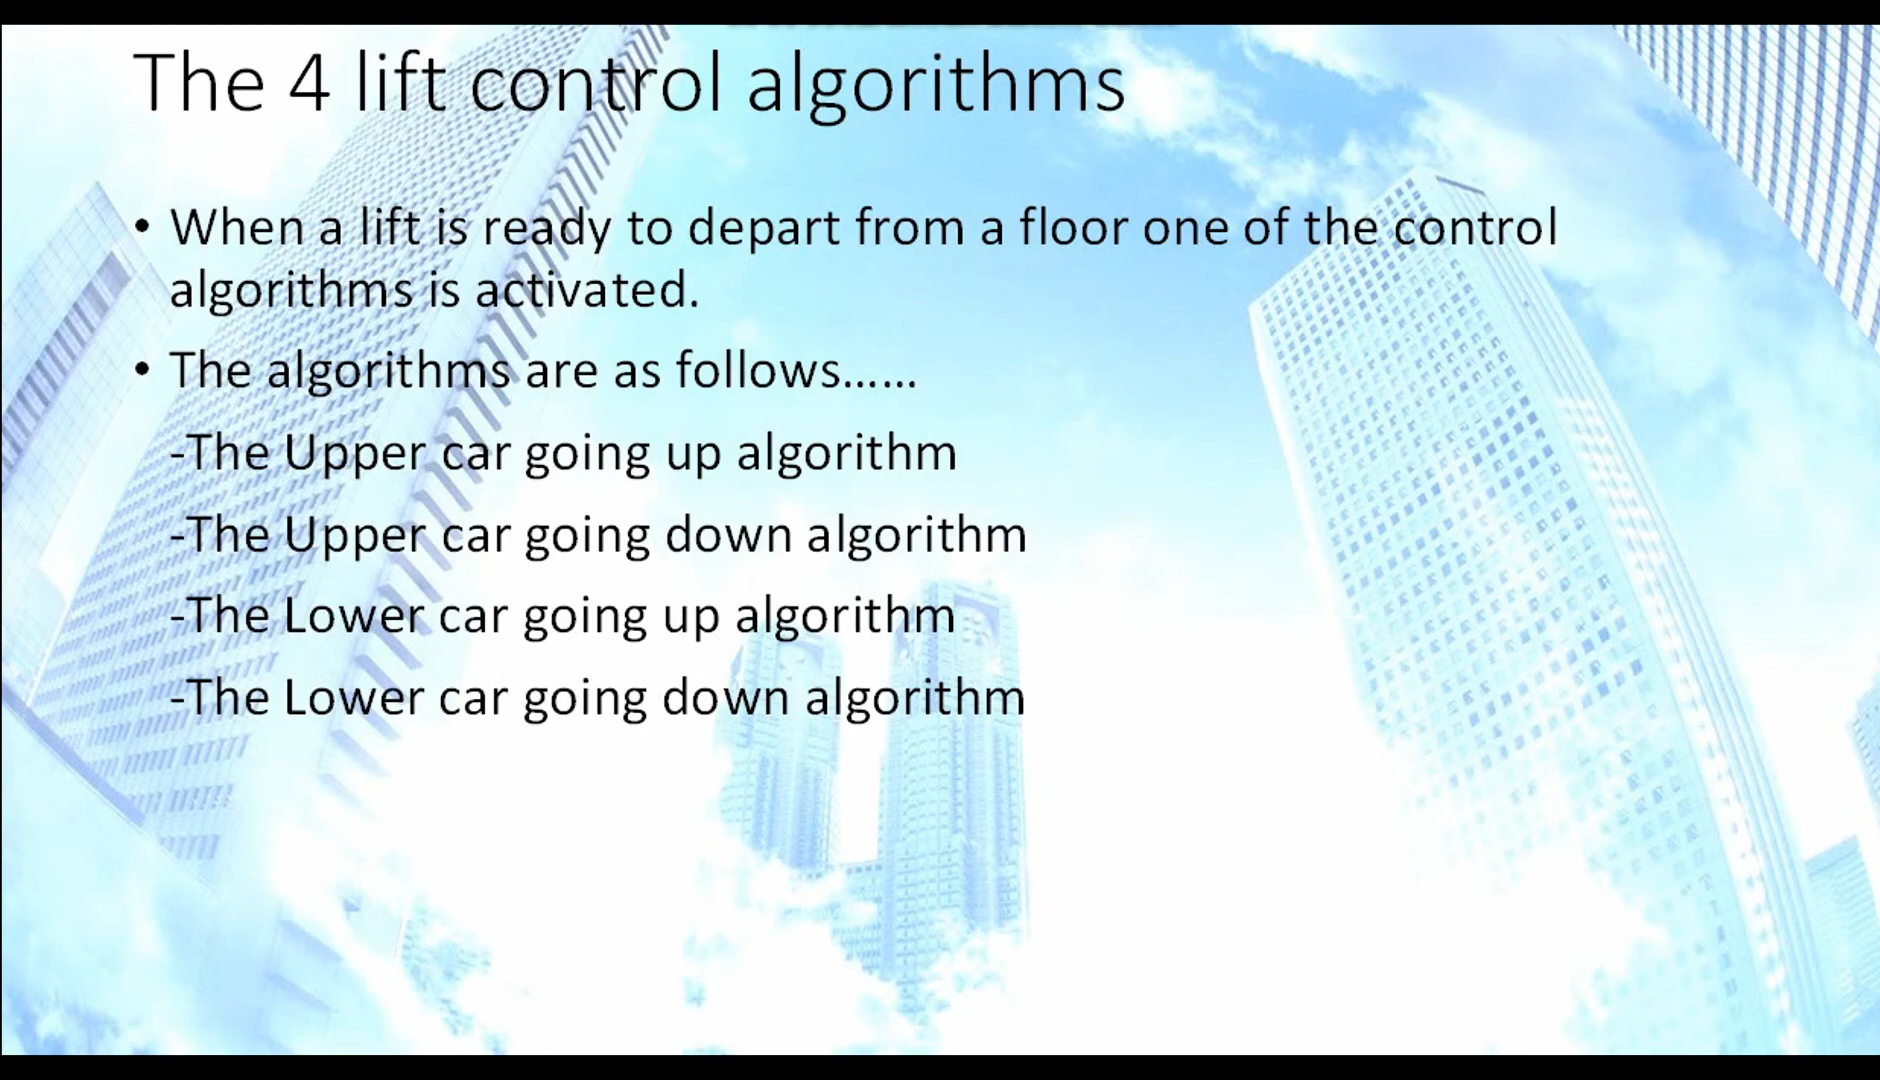 The 4 lift control algorithms
• When a lift is ready to depart from a floor one of the control
algorithms is activated.
• The algorithms are as follows......
-The Upper car going up algorithm
-The Upper car going down algorithm
-The Lower car going up algorithm
-The Lower car going down algorithm